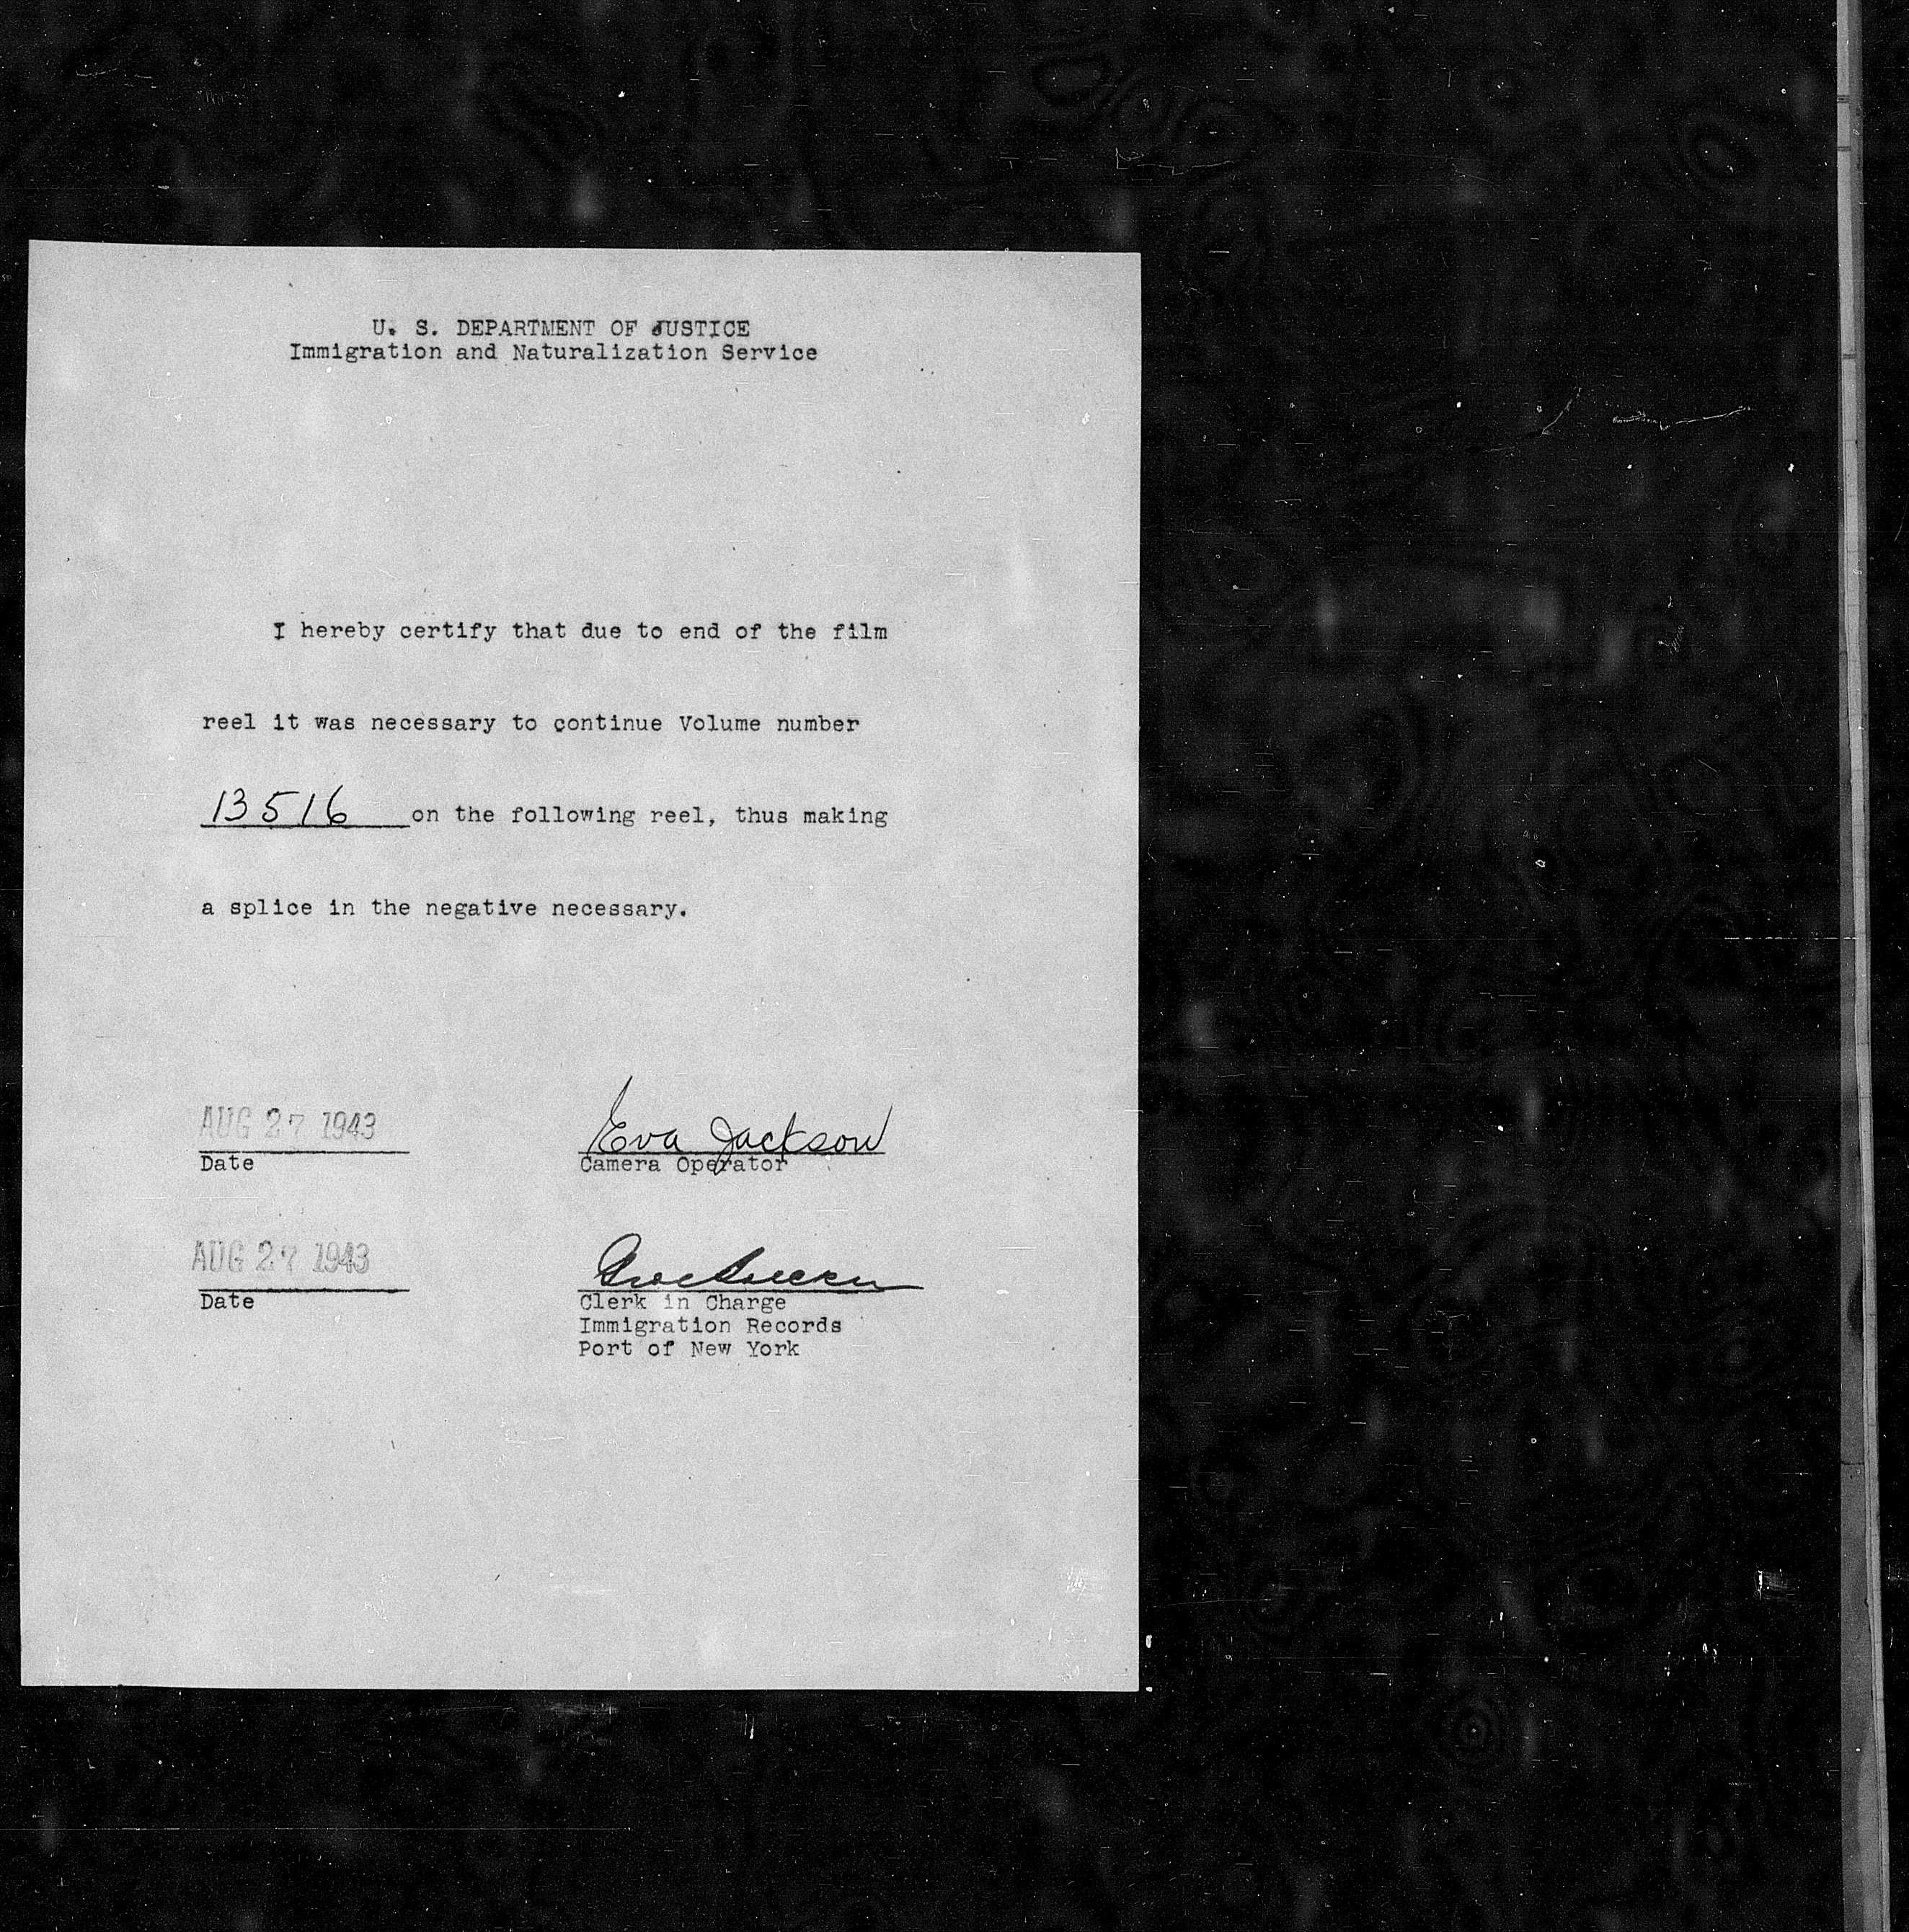 U. S. DEPARTMENT OF JUSTICE
Immigration and Naturalization Service
I hereby certify that due to end of the film
reel it was necessary to continue Volume number
13516 on the following reel, thus making
a splice in the negative necessary.
AUG 27 1943
Date
Eva Jackson
Camera Operator
AUG 27 1943
Date
Clerk in Charge
Immigration Records
Port of New York